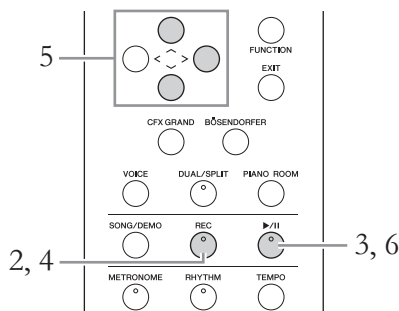 5
FUNCTION
EXIT
CFX GRAND BÖSENDORFER
VOICE DUAL/SPLIT PIANO ROOM
SONG/DEMO REC ▶/II
2, 4 3, 6
METRONOME RHYTHM TEMPO